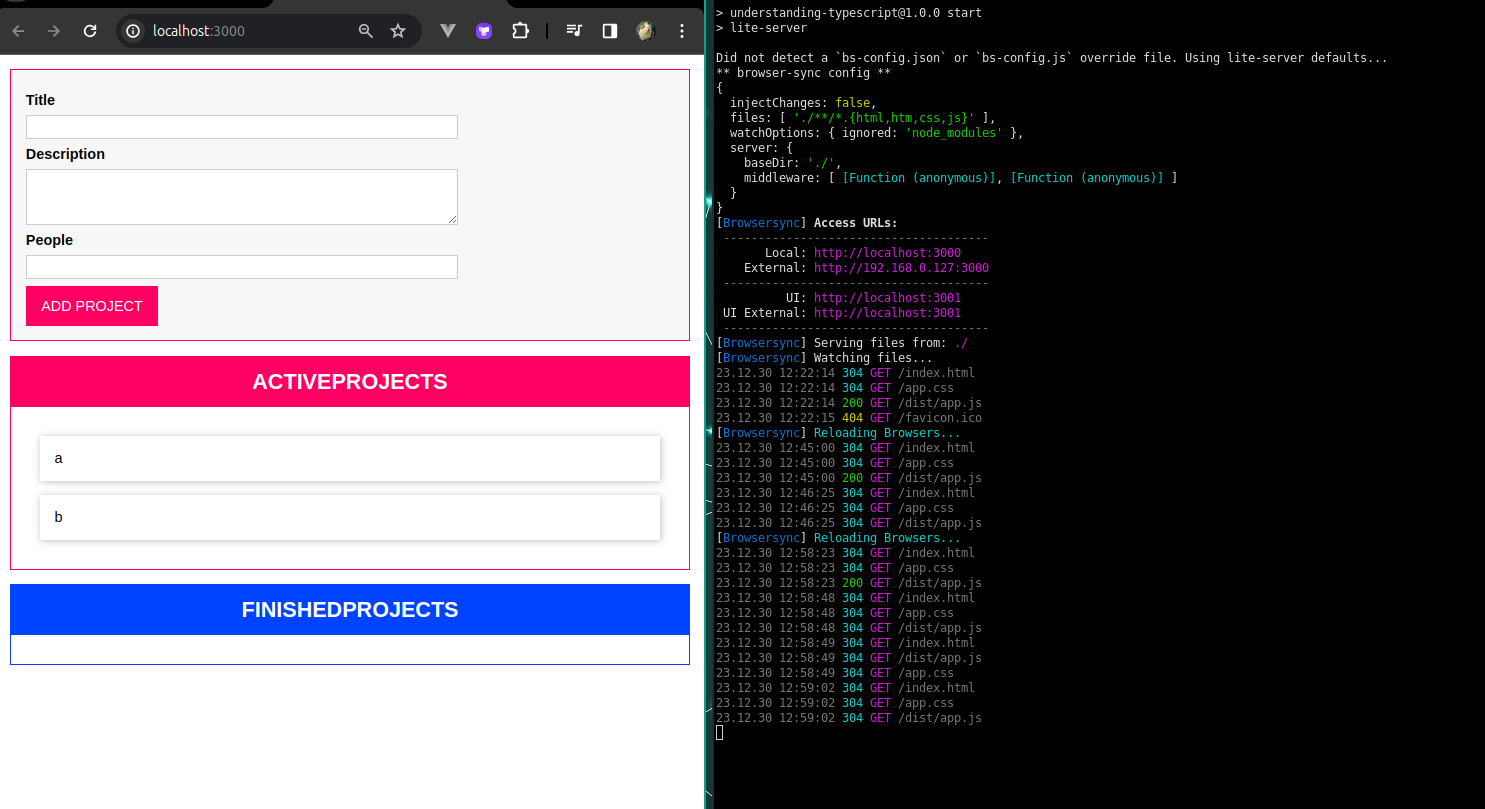 localhost:3000
Title
Description
People
ADD PROJECT
ACTIVEPROJECTS
a
b
FINISHEDPROJECTS
> understanding-typescript@1.0.0 start
> lite-server
Did not detect a `bs-config.json` or `bs-config.js` override file. Using lite-server defaults...
** browser-sync config **
{
  injectChanges: false,
  files: [ './**/*.{html,htm,css,js}' ],
  watchOptions: { ignored: 'node_modules' },
  server: {
    baseDir: './',
    middleware: [ [Function (anonymous)], [Function (anonymous)] ]
  }
}
[Browsersync] Access URLs:
 --------------------------------------
       Local: http://localhost:3000
    External: http://192.168.0.127:3000
 --------------------------------------
          UI: http://localhost:3001
 UI External: http://localhost:3001
 --------------------------------------
[Browsersync] Serving files from: ./
[Browsersync] Watching files...
23.12.30 12:22:14 304 GET /index.html
23.12.30 12:22:14 304 GET /app.css
23.12.30 12:22:14 200 GET /dist/app.js
23.12.30 12:22:15 404 GET /favicon.ico
[Browsersync] Reloading Browsers...
23.12.30 12:45:00 304 GET /index.html
23.12.30 12:45:00 304 GET /app.css
23.12.30 12:45:00 200 GET /dist/app.js
23.12.30 12:46:25 304 GET /index.html
23.12.30 12:46:25 304 GET /app.css
23.12.30 12:46:25 304 GET /dist/app.js
[Browsersync] Reloading Browsers...
23.12.30 12:58:23 304 GET /index.html
23.12.30 12:58:23 304 GET /app.css
23.12.30 12:58:23 200 GET /dist/app.js
23.12.30 12:58:48 304 GET /index.html
23.12.30 12:58:48 304 GET /app.css
23.12.30 12:58:48 304 GET /dist/app.js
23.12.30 12:58:49 304 GET /index.html
23.12.30 12:58:49 304 GET /dist/app.js
23.12.30 12:58:49 304 GET /app.css
23.12.30 12:59:02 304 GET /index.html
23.12.30 12:59:02 304 GET /app.css
23.12.30 12:59:02 304 GET /dist/app.js